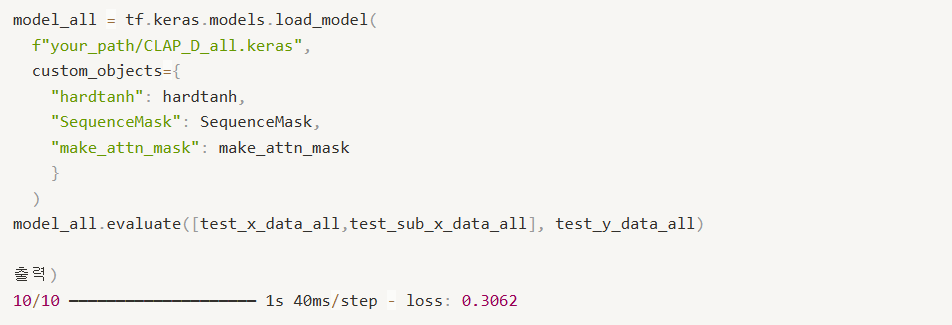 model_all = tf.keras.models.load_model(
  f"your_path/CLAP_D_all.keras",
  custom_objects={
    "hardtanh": hardtanh,
    "SequenceMask": SequenceMask,
    "make_attn_mask": make_attn_mask
    }
  )
model_all.evaluate([test_x_data_all,test_sub_x_data_all], test_y_data_all)

출력)
10/10 ━━━━━━━━━━━━━━━━━━━━ 1s 40ms/step - loss: 0.3062